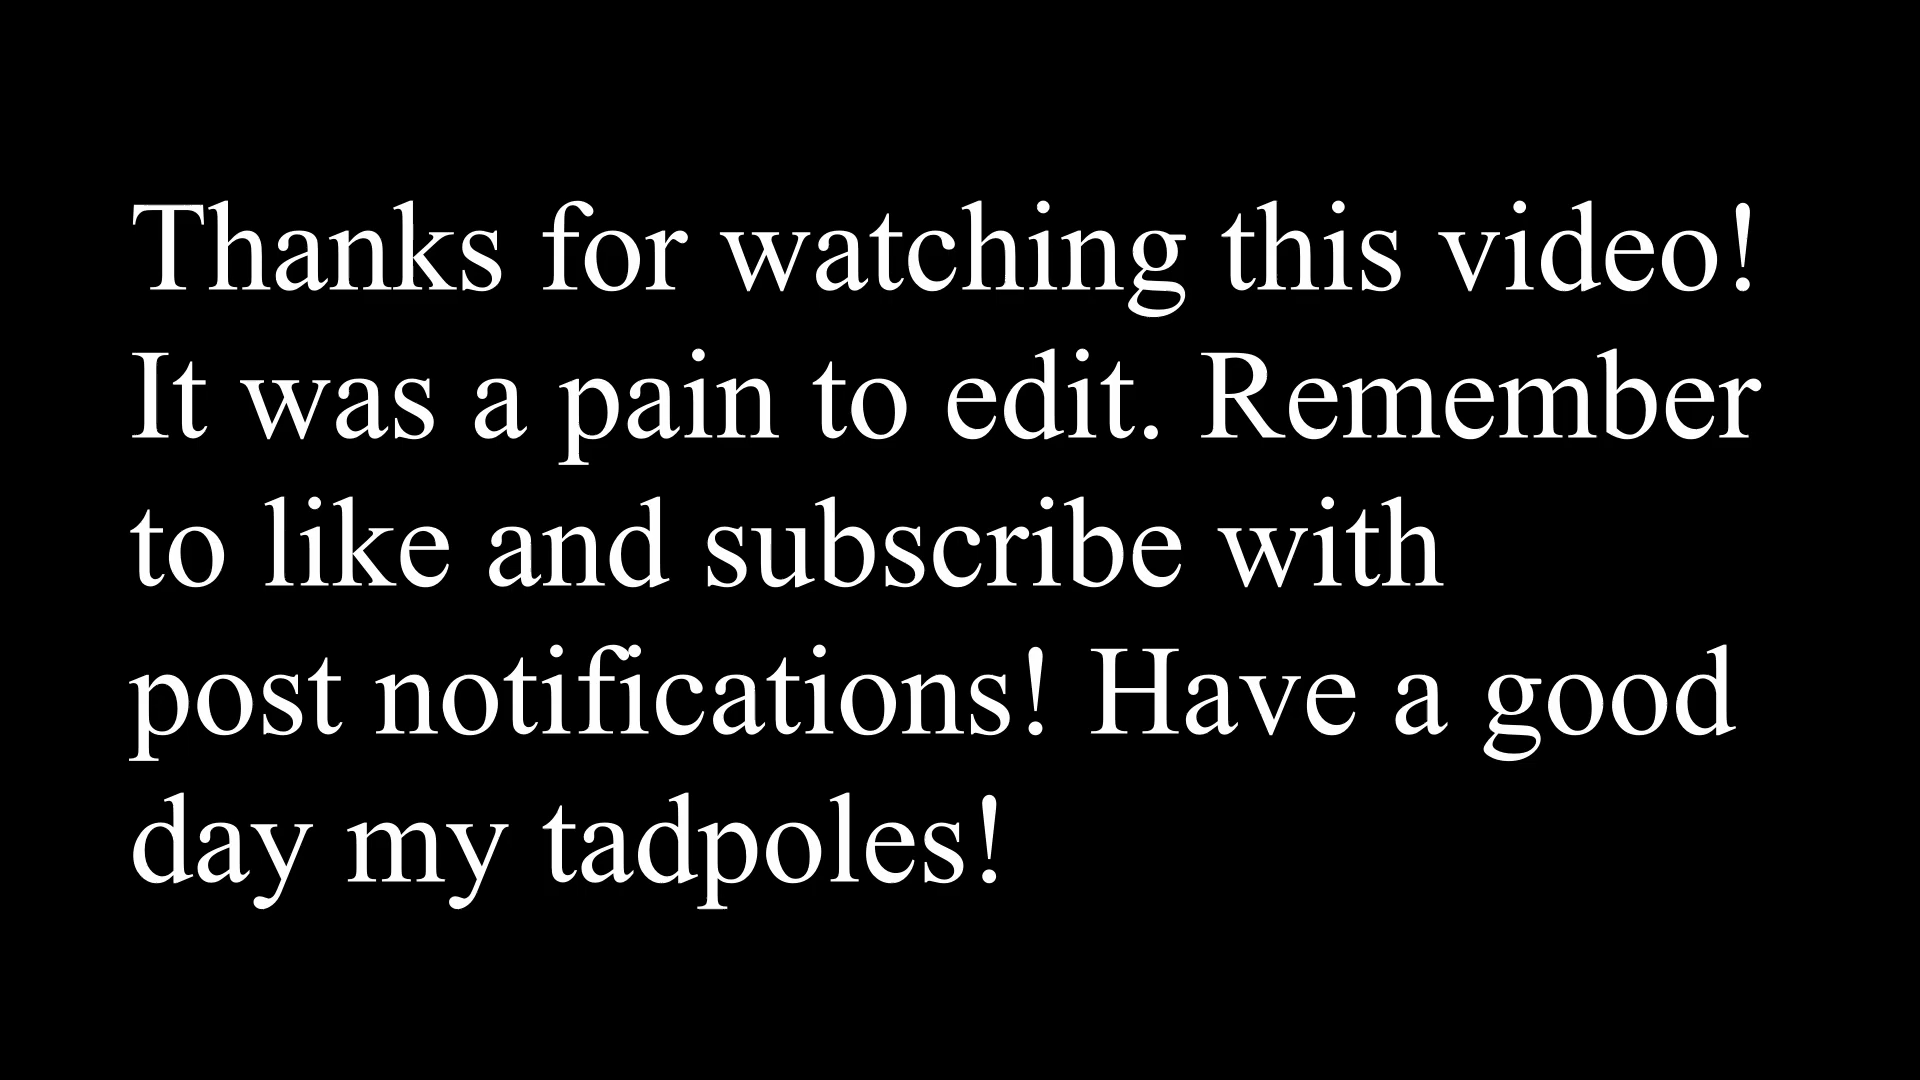 Thanks for watching this video!
It was a pain to edit. Remember
to like and subscribe with
post notifications! Have a good
day my tadpoles!